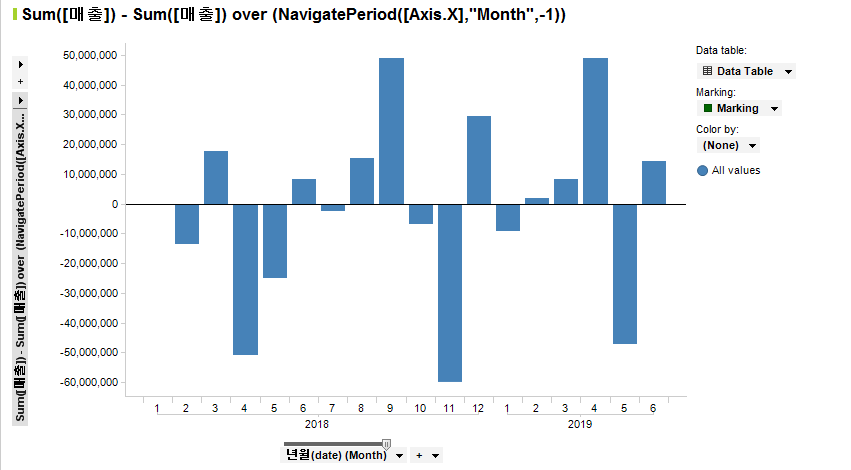 Sum([매출]) - Sum([매출]) over (NavigatePeriod([Axis.X],"Month",-1))
Data table:
Data Table
Marking:
Marking
Color by:
(None)
All values
+
Sum([매출]) - Sum([매출]) over (NavigatePeriod([Axis.X...
50,000,000
40,000,000
30,000,000
20,000,000
10,000,000
0
-10,000,000
-20,000,000
-30,000,000
-40,000,000
-50,000,000
-60,000,000
1 2 3 4 5 6 7 8 9 10 11 12 1 2 3 4 5 6
2018 2019
년월(date) (Month) +